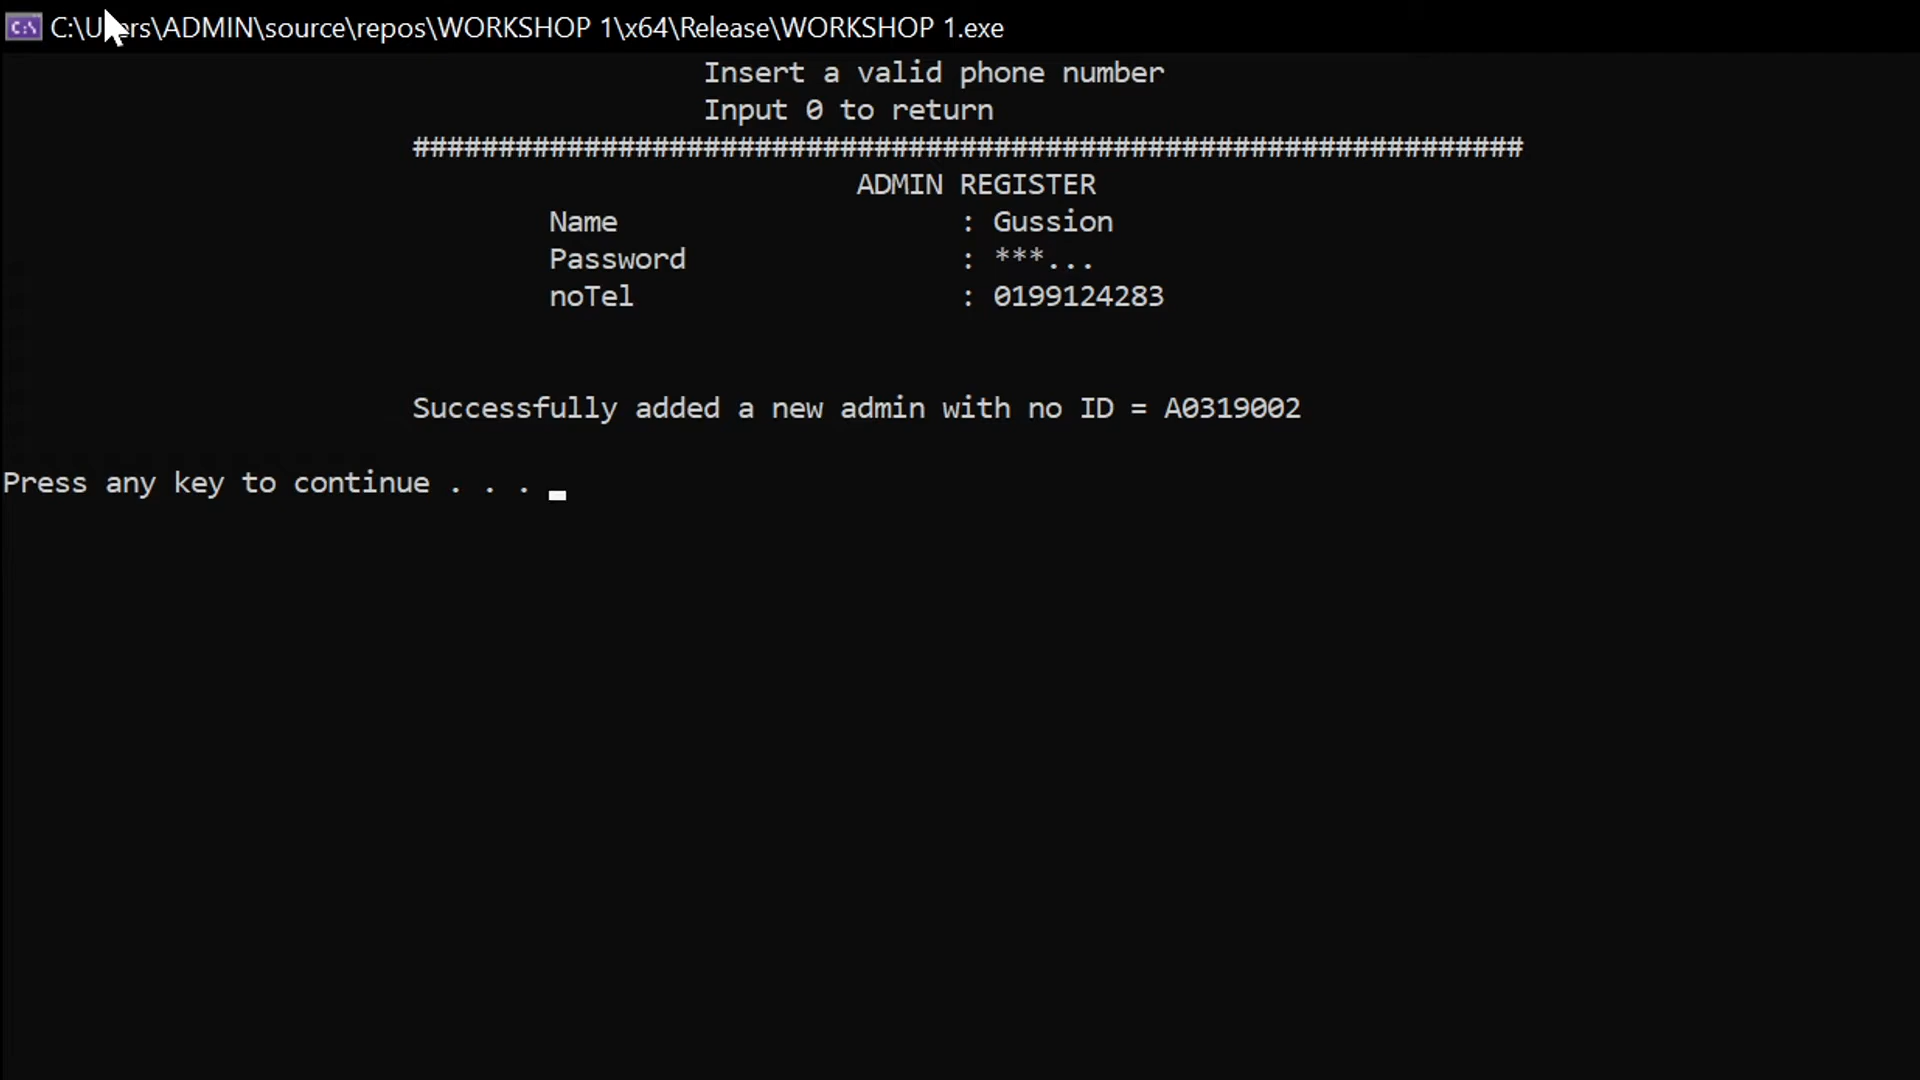 C:\Users\ADMIN\source\repos\WORKSHOP 1\x64\Release\WORKSHOP 1.exe
Insert a valid phone number
Input 0 to return
#################################################################
ADMIN REGISTER
Name : Gussion
Password : ***...
noTel : 0199124283
Successfully added a new admin with no ID = A0319002
Press any key to continue . . .